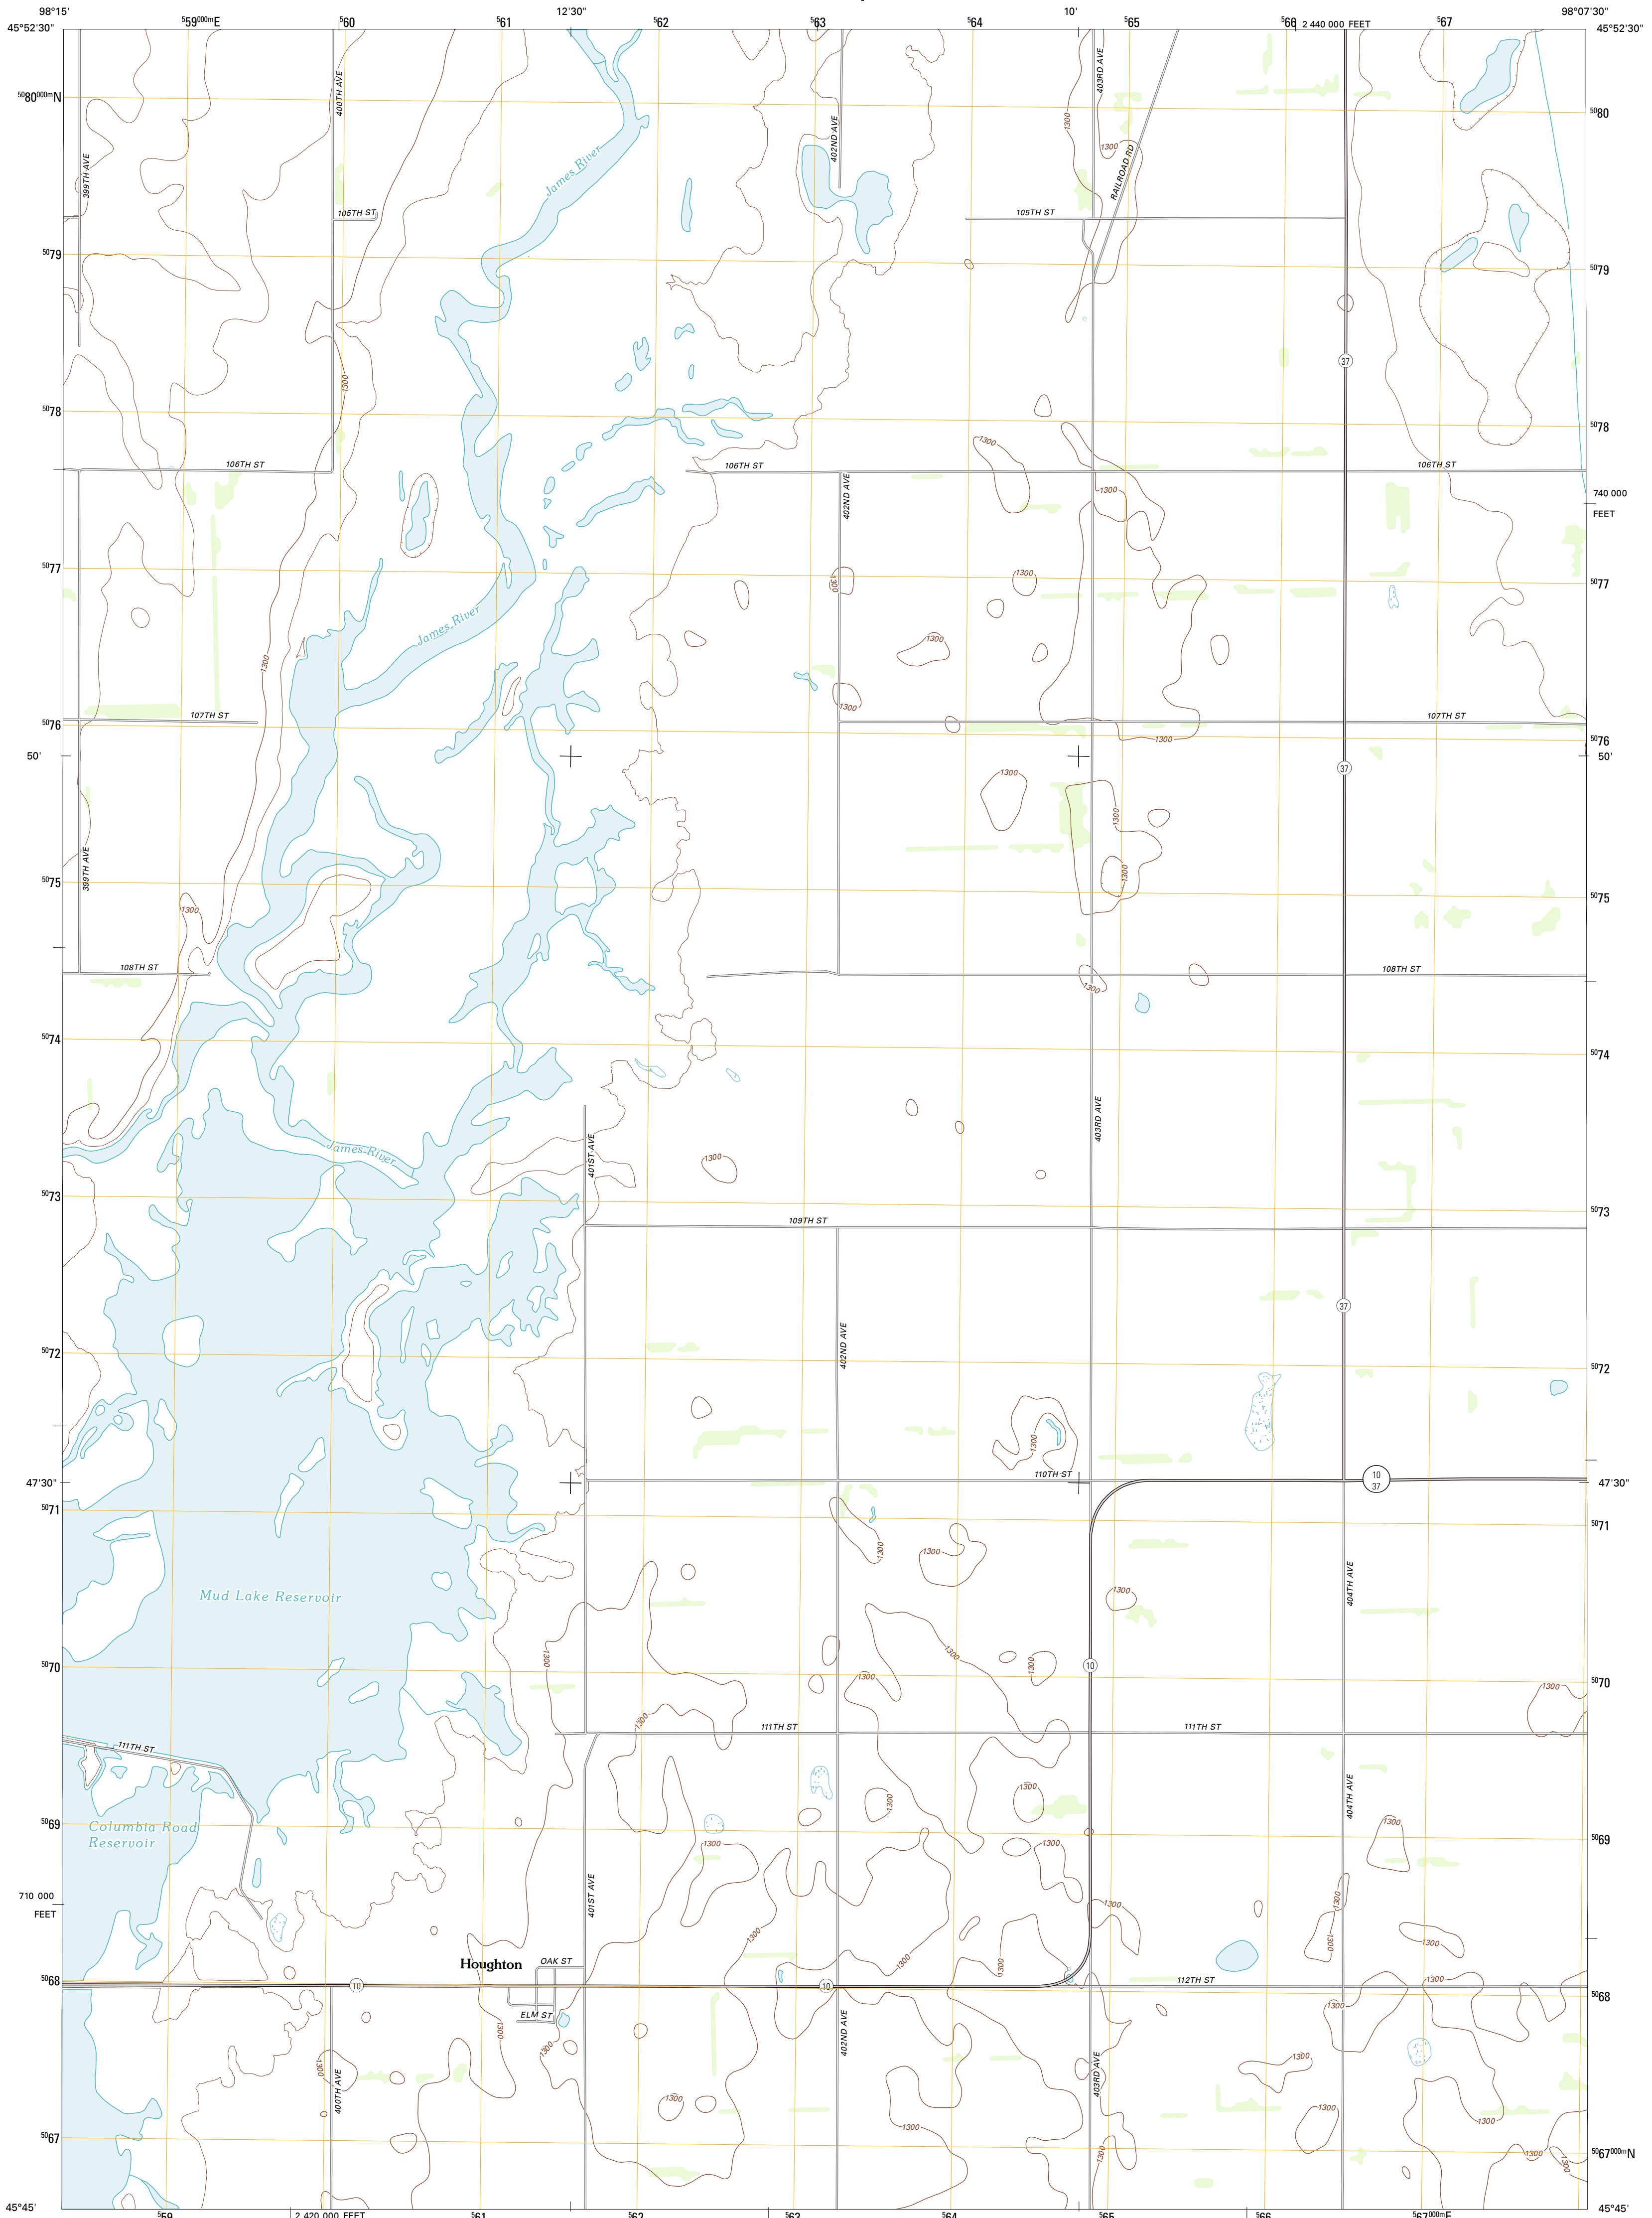 98°15'
⁵59⁰⁰⁰ᵐE
⁵60
⁵61
12'30"
⁵62
⁵63
⁵64
10'
⁵65
⁵66
2 440 000 FEET
⁵67
98°07'30"
45°52'30"
45°52'30"
⁵⁰80⁰⁰⁰ᵐN
400TH AVE
403RD AVE
⁵⁰80
1300
402ND AVE
1300
James River
399TH AVE
RAILROAD RD
105TH ST
105TH ST
⁵⁰79
⁵⁰79
37
1300
⁵⁰78
⁵⁰78
1300
106TH ST
106TH ST
106TH ST
402ND AVE
1300
740 000
FEET
⁵⁰77
⁵⁰77
1300
1300
James River
1300
1300
1300
107TH ST
107TH ST
⁵⁰76
1300
⁵⁰76
50'
50'
37
1300
1300
399TH AVE
1300
⁵⁰75
⁵⁰75
1300
108TH ST
108TH ST
1300
⁵⁰74
⁵⁰74
403RD AVE
James River
401ST AVE
1300
⁵⁰73
⁵⁰73
109TH ST
37
402ND AVE
⁵⁰72
⁵⁰72
1300
110TH ST
10
37
47'30"
47'30"
⁵⁰71
⁵⁰71
1300
1300
1300
404TH AVE
Mud Lake Reservoir
1300
1300
1300
10
⁵⁰70
⁵⁰70
1300
1300
1300
111TH ST
111TH ST
111TH ST
1300
1300
404TH AVE
⁵⁰69
Columbia Road
Reservoir
1300
⁵⁰69
1300
1300
401ST AVE
710 000
FEET
1300
1300
1300
1300
1300
Houghton
OAK ST
1300
1300
⁵⁰68
10
10
112TH ST
1300
⁵⁰68
ELM ST
1300
1300
1300
402ND AVE
1300
1300
400TH AVE
403RD AVE
1300
1300
1300
1300
⁵⁰67
1300
1300
1300
⁵⁰67⁰⁰⁰ᵐN
45°45'
45°45'
⁵59
2 420 000 FEET
⁵61
⁵62
⁵63
⁵64
⁵65
⁵66
⁵67⁰⁰⁰ᵐE